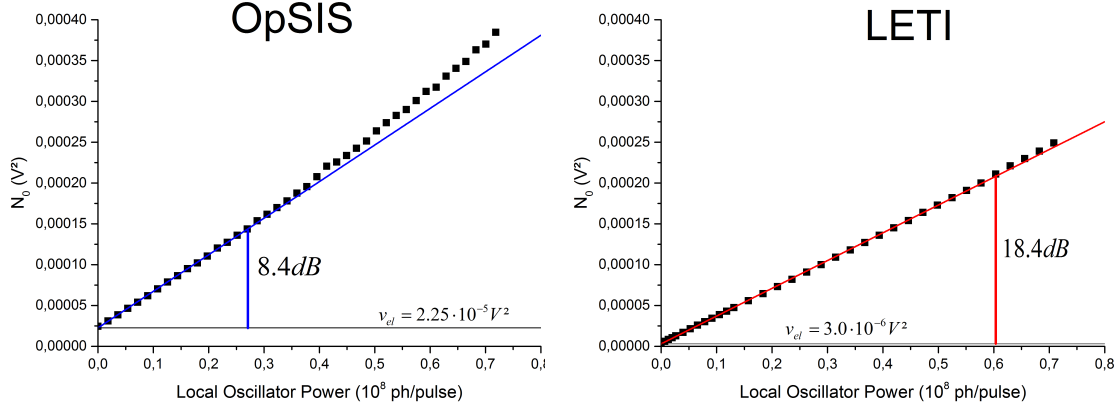 OpSIS
0,00040
0,00035
0,00030
0,00025
0,00020
0,00015
0,00010
0,00005
0,00000
N₀ (V²)
8.4dB
v_el = 2.25·10⁻⁵V²
0,0 0,1 0,2 0,3 0,4 0,5 0,6 0,7 0,8
Local Oscillator Power (10⁸ ph/pulse)
LETI
0,00040
0,00035
0,00030
0,00025
0,00020
0,00015
0,00010
0,00005
0,00000
N₀ (V²)
18.4dB
v_el = 3.0·10⁻⁶V²
0,0 0,1 0,2 0,3 0,4 0,5 0,6 0,7 0,8
Local Oscillator Power (10⁸ ph/pulse)